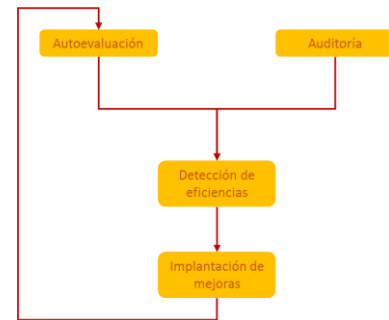 Autoevaluación
Auditoría
Detección de
eficiencias
Implantación de
mejoras